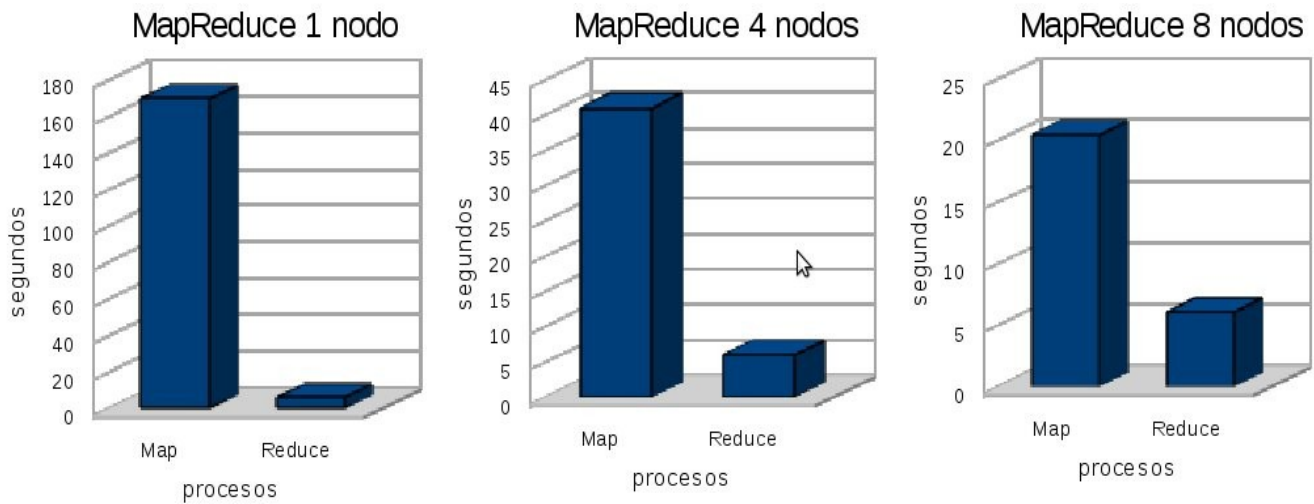 MapReduce 1 nodo
180
160
140
120
100
80
60
40
20
0
segundos
Map Reduce
procesos
MapReduce 4 nodos
45
40
35
30
25
20
15
10
5
0
segundos
Map Reduce
procesos
MapReduce 8 nodos
25
20
15
10
5
0
segundos
Map Reduce
procesos